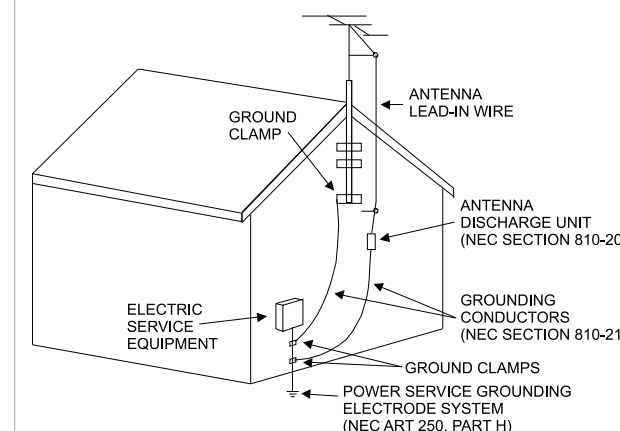 ANTENNA
LEAD-IN WIRE
GROUND
CLAMP
ANTENNA
DISCHARGE UNIT
(NEC SECTION 810-20
ELECTRIC
SERVICE
EQUIPMENT
GROUNDING
CONDUCTORS
(NEC SECTION 810-21
GROUND CLAMPS
POWER SERVICE GROUNDING
ELECTRODE SYSTEM
(NEC ART 250, PART H)